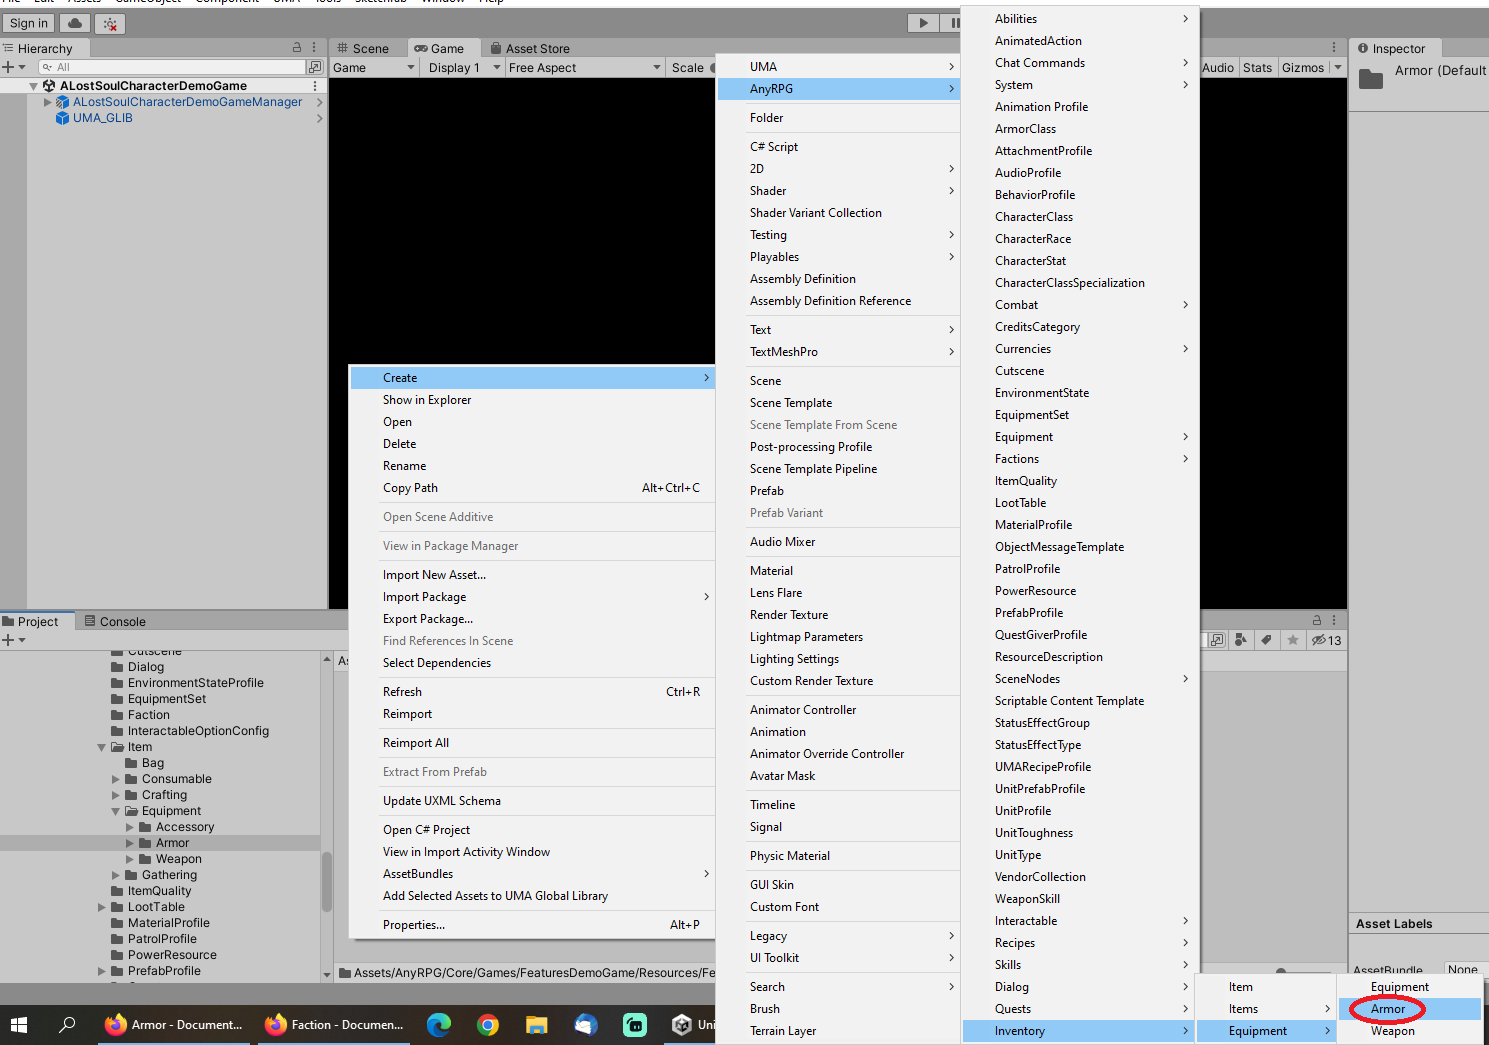 File Edit Assets GameObject Component UMA Tools Sketchfab Window Help
Sign in
Hierarchy
All
ALostSoulCharacterDemoGame
ALostSoulCharacterDemoGameManager
UMA_GLIB
Scene Game Asset Store
Game Display 1 Free Aspect Scale
Audio Stats Gizmos
Inspector
Armor (Default
Create
Show in Explorer
Open
Delete
Rename
Copy Path Alt+Ctrl+C
Open Scene Additive
View in Package Manager
Import New Asset...
Import Package
Export Package...
Find References In Scene
Select Dependencies
Refresh Ctrl+R
Reimport
Reimport All
Extract From Prefab
Update UXML Schema
Open C# Project
View in Import Activity Window
AssetBundles
Add Selected Assets to UMA Global Library
Properties... Alt+P
UMA
AnyRPG
Folder
C# Script
2D
Shader
Shader Variant Collection
Testing
Playables
Assembly Definition
Assembly Definition Reference
Text
TextMeshPro
Scene
Scene Template
Scene Template From Scene
Post-processing Profile
Scene Template Pipeline
Prefab
Prefab Variant
Audio Mixer
Material
Lens Flare
Render Texture
Lightmap Parameters
Lighting Settings
Custom Render Texture
Animator Controller
Animation
Animator Override Controller
Avatar Mask
Timeline
Signal
Physic Material
GUI Skin
Custom Font
Legacy
UI Toolkit
Search
Brush
Terrain Layer
Abilities
AnimatedAction
Chat Commands
System
Animation Profile
ArmorClass
AttachmentProfile
AudioProfile
BehaviorProfile
CharacterClass
CharacterRace
CharacterStat
CharacterClassSpecialization
Combat
CreditsCategory
Currencies
Cutscene
EnvironmentState
EquipmentSet
Equipment
Factions
ItemQuality
LootTable
MaterialProfile
ObjectMessageTemplate
PatrolProfile
PowerResource
PrefabProfile
QuestGiverProfile
ResourceDescription
SceneNodes
Scriptable Content Template
StatusEffectGroup
StatusEffectType
UMARecipeProfile
UnitPrefabProfile
UnitProfile
UnitToughness
UnitType
VendorCollection
WeaponSkill
Interactable
Recipes
Skills
Dialog
Quests
Inventory
Item
Items
Equipment
Equipment
Armor
Weapon
Project Console
13
Cutscene
Dialog
EnvironmentStateProfile
EquipmentSet
Faction
InteractableOptionConfig
Item
Bag
Consumable
Crafting
Equipment
Accessory
Armor
Weapon
Gathering
ItemQuality
LootTable
MaterialProfile
PatrolProfile
PowerResource
PrefabProfile
As
Assets/AnyRPG/Core/Games/FeaturesDemoGame/Resources/Fe
Asset Labels
AssetBundle None
Armor - Document...
Faction - Documen...
Uni